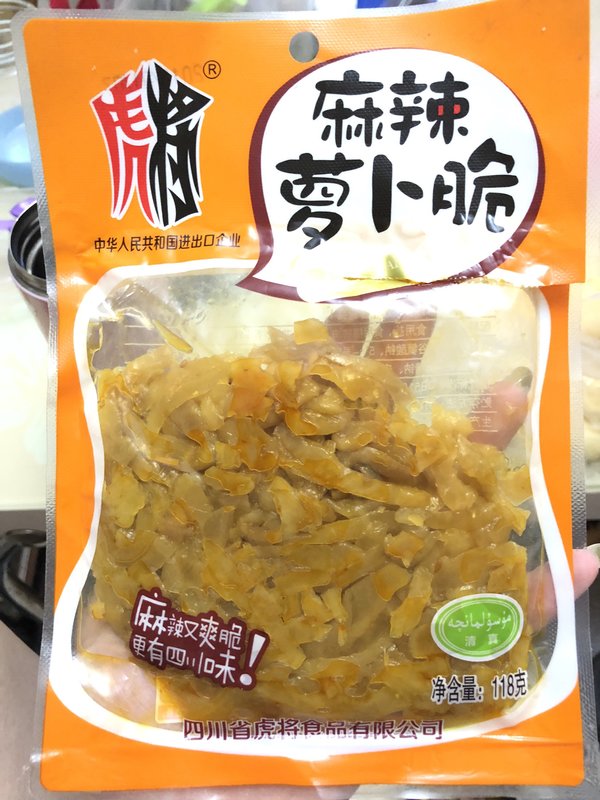 虎将®
中华人民共和国进出口企业
麻辣
萝卜脆
麻辣又爽脆
更有四川味!
مۇسۇلمانچە
清真
净含量: 118克
四川省虎将食品有限公司